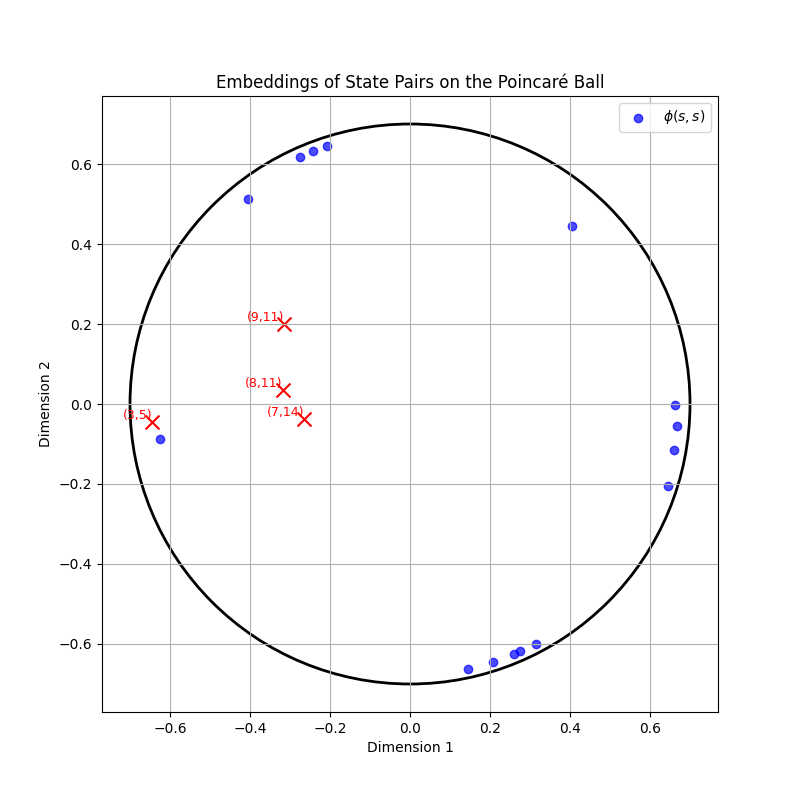 Embeddings of State Pairs on the Poincaré Ball
ϕ(s, s)
0.6
0.4
0.2
0.0
−0.2
−0.4
−0.6
Dimension 2
(9,11)
(8,11)
(7,14)
(3,5)
−0.6 −0.4 −0.2 0.0 0.2 0.4 0.6
Dimension 1